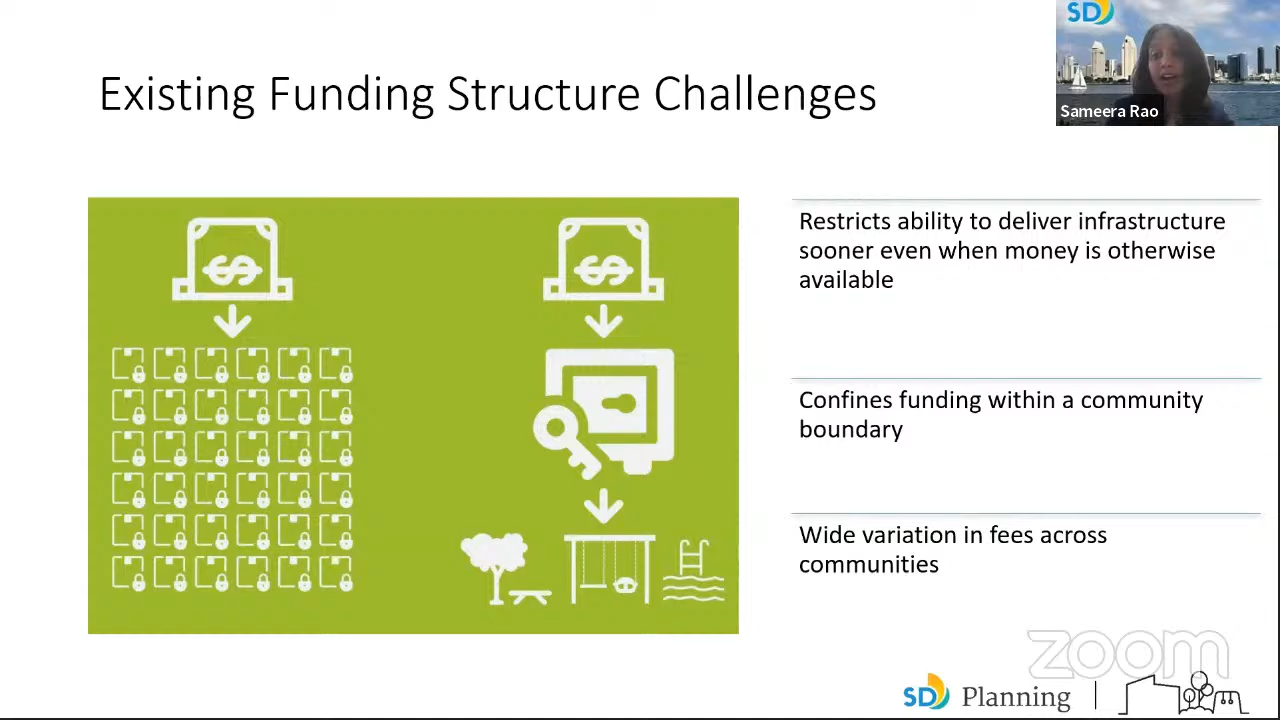 SD
Existing Funding Structure Challenges
Sameera Rao
Restricts ability to deliver infrastructure
sooner even when money is otherwise
available
Confines funding within a community
boundary
Wide variation in fees across
communities
zoom
SD Planning